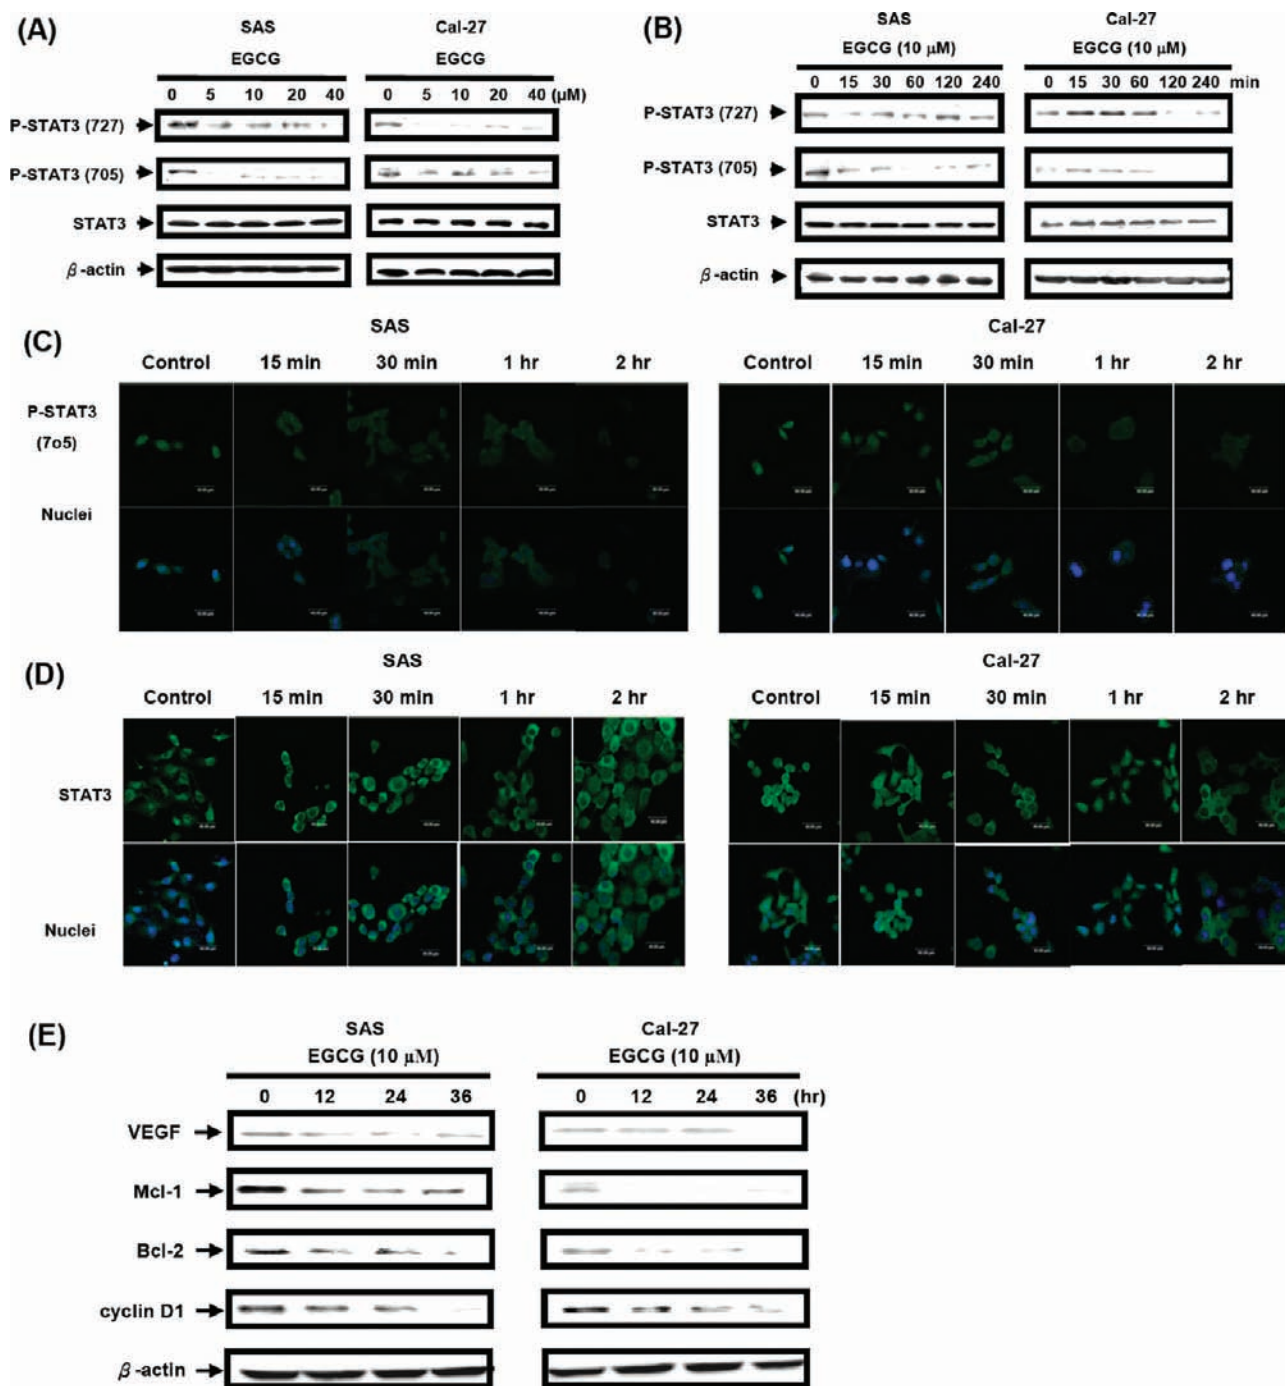 (A)
SAS
Cal-27
EGCG
EGCG
0 5 10 20 40
0 5 10 20 40 (μM)
P-STAT3 (727)
P-STAT3 (705)
STAT3
β-actin
(B)
SAS
Cal-27
EGCG (10 μM)
EGCG (10 μM)
0 15 30 60 120 240
0 15 30 60 120 240 min
P-STAT3 (727)
P-STAT3 (705)
STAT3
β-actin
(C)
SAS
Cal-27
Control 15 min 30 min 1 hr 2 hr
Control 15 min 30 min 1 hr 2 hr
P-STAT3
(7o5)
Nuclei
(D)
SAS
Cal-27
Control 15 min 30 min 1 hr 2 hr
Control 15 min 30 min 1 hr 2 hr
STAT3
Nuclei
(E)
SAS
Cal-27
EGCG (10 μM)
EGCG (10 μM)
0 12 24 36
0 12 24 36 (hr)
VEGF
Mcl-1
Bcl-2
cyclin D1
β-actin